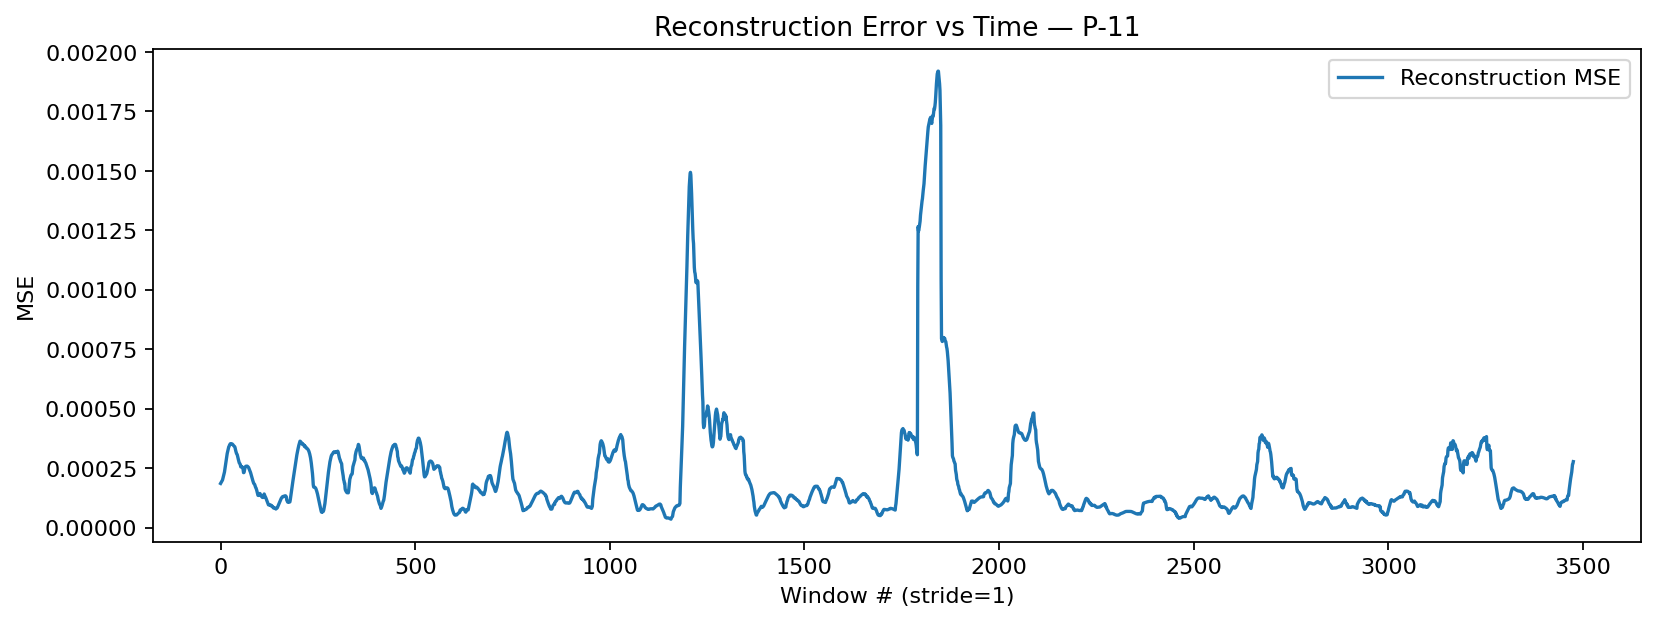 Reconstruction Error vs Time — P-11
Reconstruction MSE
MSE
0.00200
0.00175
0.00150
0.00125
0.00100
0.00075
0.00050
0.00025
0.00000
0 500 1000 1500 2000 2500 3000 3500
Window # (stride=1)